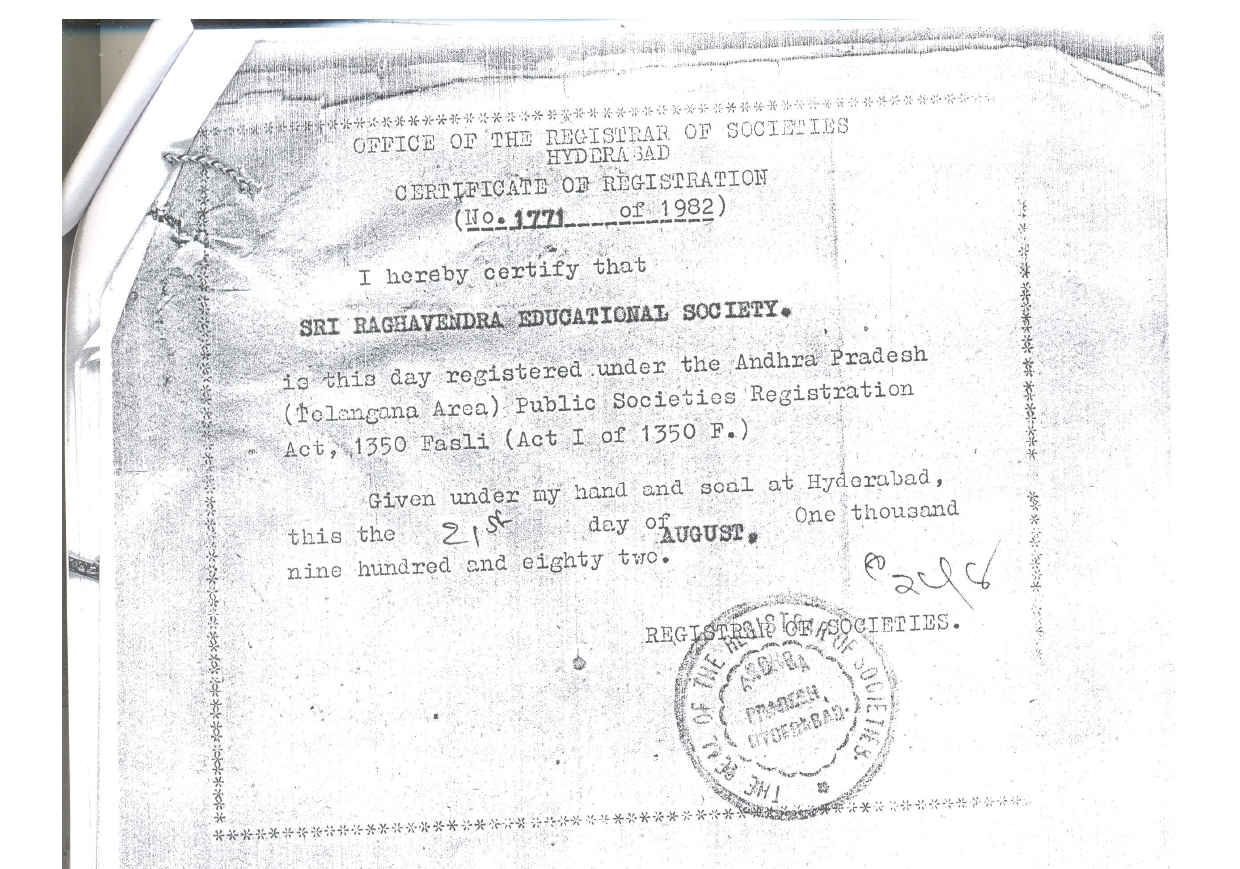 OFFICE OF THE REGISTRAR OF SOCIETIES
HYDERABAD
CERTIFICATE OF REGISTRATION
(No. 1771 of 1982)
I hereby certify that
SRI RAGHAVENDRA EDUCATIONAL SOCIETY.
is this day registered under the Andhra Pradesh
(Telangana Area) Public Societies Registration
Act, 1350 Fasli (Act I of 1350 F.)
Given under my hand and seal at Hyderabad,
this the 21st day of AUGUST. One thousand
nine hundred and eighty two.
REGISTRAR OF SOCIETIES.
THE SEAL OF THE REGISTRAR OF SOCIETIES.
ANDHRA
PRADESH,
HYDERABAD.